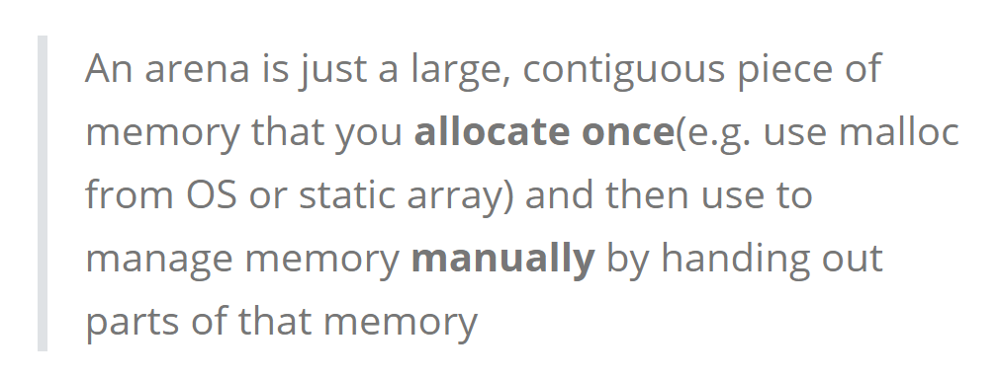 An arena is just a large, contiguous piece of
memory that you allocate once(e.g. use malloc
from OS or static array) and then use to
manage memory manually by handing out
parts of that memory